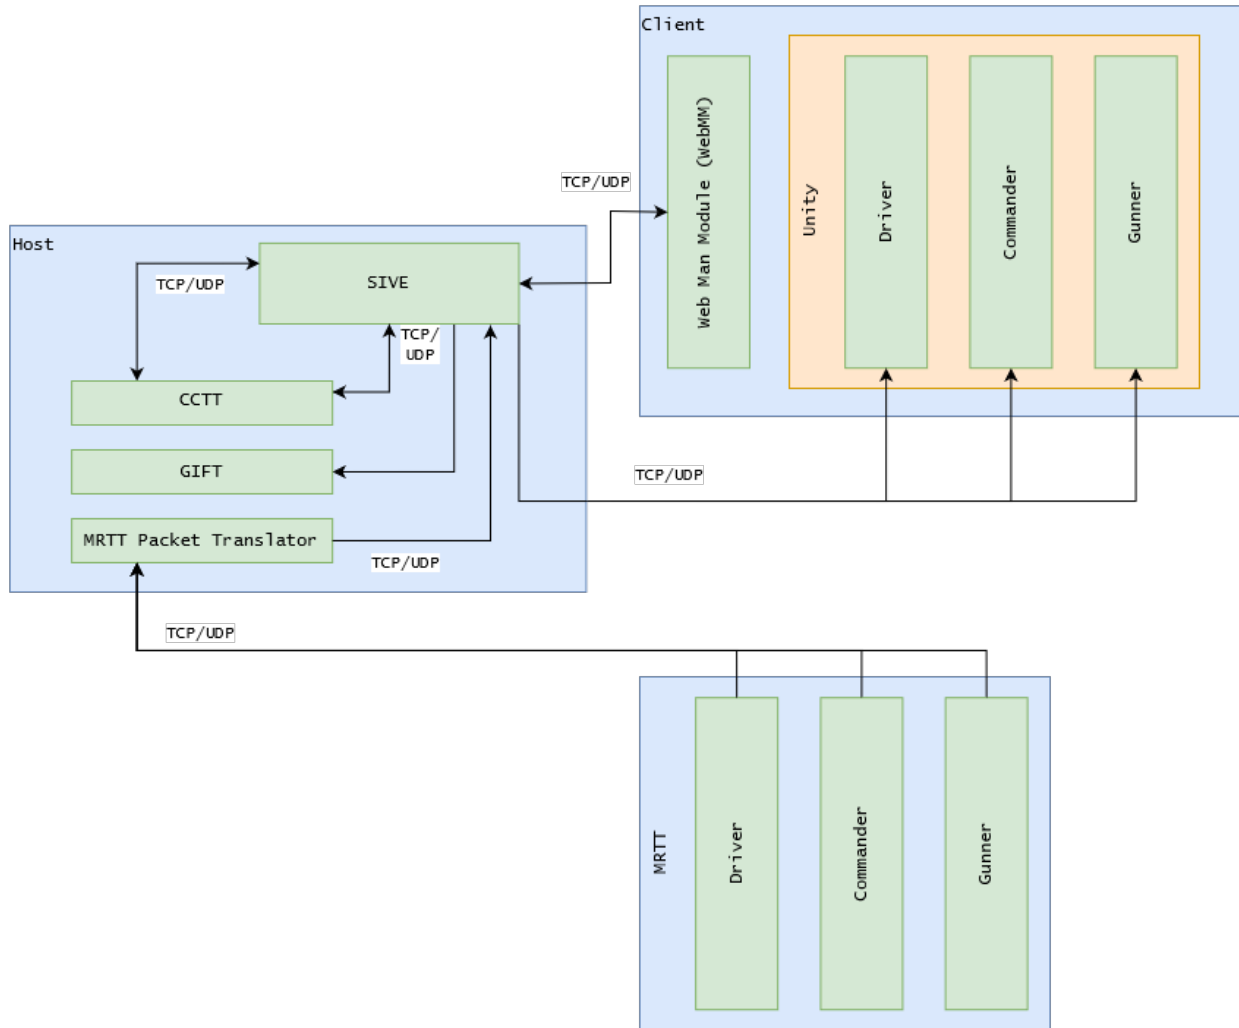 Client
Web Man Module (WebMM)
Unity
Driver
Commander
Gunner
TCP/UDP
Host
SIVE
TCP/UDP
TCP/
UDP
CCTT
GIFT
TCP/UDP
MRTT Packet Translator
TCP/UDP
TCP/UDP
MRTT
Driver
Commander
Gunner